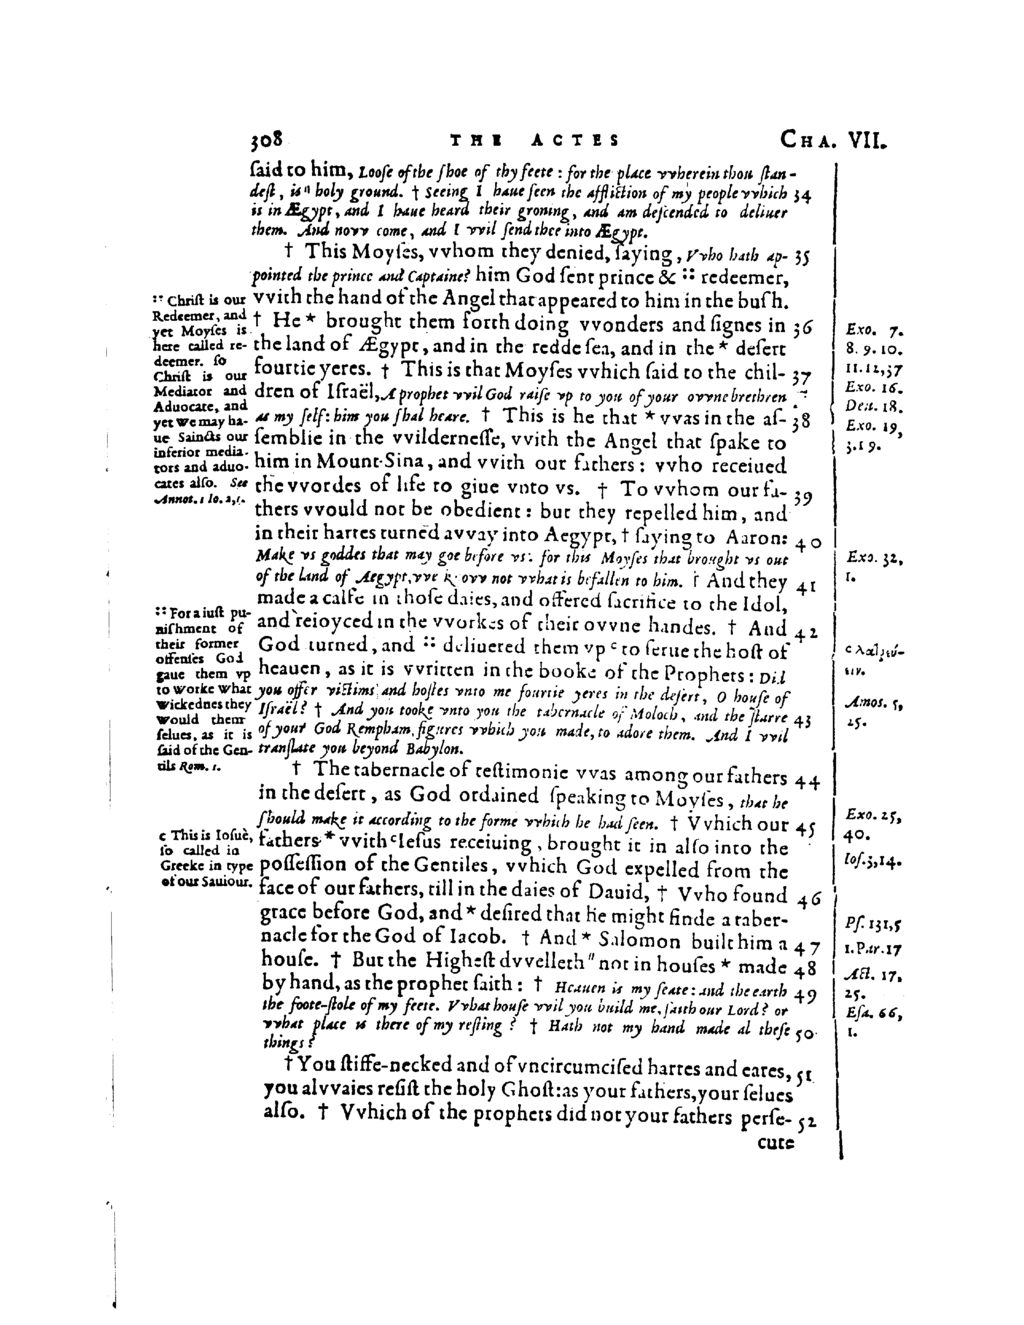 308 THE ACTES CHA. VII.
ſaid to him, Looſe of the ſhoe of thy feete : for the place vvherein thou ſtan-
deſt, is " holy ground. † Seeing I haue ſeen the affliction of my people vvhich 34
is in Ægypt, and I haue heard their groning, and am deſcended to deliuer
them. And novv come, and I vvil ſend thee into Ægypt.
† This Moyſes, vvhom they denied, ſaying, Vvho hath ap- 35
pointed the prince and Captaine? him God ſent prince & :: redeemer,
vvith the hand of the Angel that appeared to him in the buſh.
† He * brought them forth doing vvonders and ſignes in 36
the land of Ægypt, and in the redde ſea, and in the * deſert
fourtie yeres. † This is that Moyſes vvhich ſaid to the chil- 37
dren of Iſraël, A prophet vvil God raiſe vp to you of your ovvne brethren
as my ſelf: him you ſhal heare. † This is he that * vvas in the aſ- 38
ſemblie in the vvilderneſſe, vvith the Angel that ſpake to
him in Mount-Sina, and vvith our fathers: vvho receiued
the vvordes of life to giue vnto vs. † To vvhom our fa- 39
thers vvould not be obedient: but they repelled him, and
in their hartes turned avvay into Aegypt, † ſaying to Aaron: 40
Make vs goddes that may goe before vs: for this Moyſes that brought vs out
of the Land of Aegypt, vve knovv not vvhat is befallen to him. † And they 41
made a calfe in thoſe daies, and offered ſacrifice to the Idol,
and reioyced in the vvorkes of their ovvne handes. † And 42
God turned, and :: deliuered them vp c to ſerue the hoſt of
heauen, as it is vvritten in the booke of the Prophets: Did
you offer victims and hoſtes vnto me fourtie yeres in the deſert, O houſe of
Iſraël? † And you tooke vnto you the tabernacle of Moloch, and the ſtarre 43
of your God Rempham, figures vvhich you made, to adore them. And I vvil
tranſlate you beyond Babylon.
† The tabernacle of teſtimonie vvas among our fathers 44
in the deſert, as God ordained ſpeaking to Moyſes, that he
ſhould make it according to the forme vvhich he had ſeen. † Vvhich our 45
fathers * vvith c Ieſus receiuing, brought it in alſo into the
poſſeſſion of the Gentiles, vvhich God expelled from the
face of our fathers, till in the daies of Dauid, † Vvho found 46
grace before God, and * deſired that he might finde a taber-
nacle for the God of Iacob. † And * Salomon built him a 47
houſe. † But the Higheſt dvvelleth " not in houſes * made 48
by hand, as the prophet ſaith: † Heauen is my ſeate: and the earth 49
the foote-ſtole of my feete. Vvhat houſe vvil you build me, ſaith our Lord? or
vvhat place is there of my reſting? † Hath not my hand made al theſe 50
things?
† You ſtiffe-necked and of vncircumciſed hartes and eares, 51
you alvvaies reſiſt the holy Ghoſt: as your fathers, your ſelues
alſo. † Vvhich of the prophets did not your fathers perſe- 52
cute
:: Chriſt is our
Redeemer, and
yet Moyſes is
here called re-
deemer. ſo
Chriſt is our
Mediator and
Aduocate, and
yet we may ha-
ue Saincts our
inferior media-
tors and aduo-
cates alſo. See
Annot. 1 Io. 2,1.
:: For a iuſt pu-
niſhment of
their former
offenſes God
gaue them vp
to worke what
wickednes they
would them
ſelues, as it is
ſaid of the Gen-
tils Rom. 1.
c This is Ioſuè,
ſo called in
Greeke in type
of our Sauiour.
Exo. 7.
8. 9. 10.
11. 12, 37
Exo. 16.
Deu. 18.
Exo. 19,
3. 19.
Exo. 32,
1.
Amos. 5,
25.
Exo. 25,
40.
Ioſ. 3, 14.
Pſ. 131,5
1. Par. 17
Act. 17,
25.
Eſa. 66,
1.